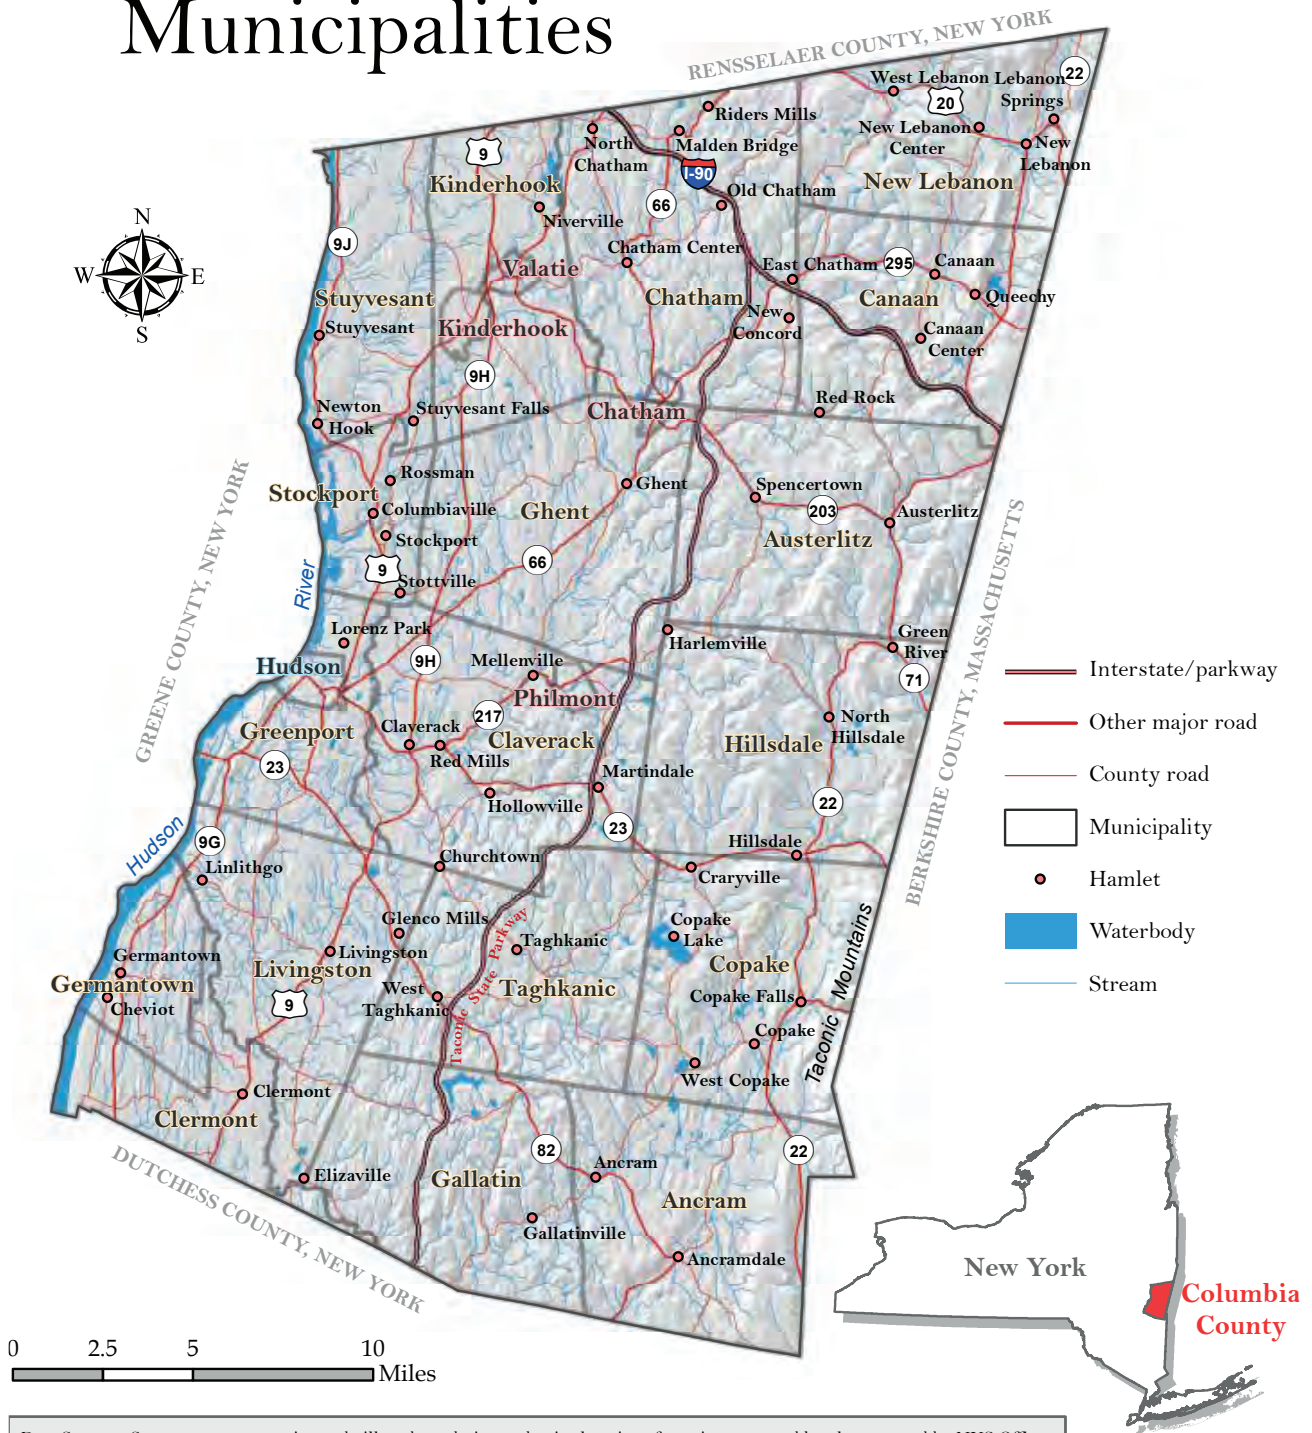 Municipalities
RENSSELAER COUNTY, NEW YORK
West Lebanon
Lebanon
Springs
22
20
Riders Mills
New Lebanon
Center
New
Lebanon
North
Chatham
Malden Bridge
9
I-90
Kinderhook
New Lebanon
Old Chatham
66
Niverville
N
W
E
S
9J
Chatham Center
Valatie
East Chatham
295
Canaan
Stuyvesant
Chatham
Canaan
Queechy
Stuyvesant
Kinderhook
New
Concord
Canaan
Center
9H
Newton
Hook
Stuyvesant Falls
Chatham
Red Rock
Rossman
Stockport
Ghent
Spencertown
Columbiaville
Ghent
203
Austerlitz
Stockport
Austerlitz
GREENE COUNTY, NEW YORK
66
9
Stottville
River
Lorenz Park
Harlemville
Green
River
BERKSHIRE COUNTY, MASSACHUSETTS
Hudson
9H
Mellenville
71
Philmont
217
Claverack
North
Hillsdale
Greenport
Claverack
Hillsdale
Red Mills
23
Martindale
Hollowville
22
23
9G
Hudson
Hillsdale
Churchtown
Linlithgo
Craryville
Glenco Mills
Copake
Lake
Taghkanic
Livingston
Germantown
Livingston
Copake
Germantown
West
Taghkanic
Taghkanic
Copake Falls
Cheviot
9
Taconic State Parkway
Taconic Mountains
Copake
West Copake
Clermont
Clermont
82
22
Ancram
Elizaville
Gallatin
Ancram
Gallatinville
Ancramdale
DUTCHESS COUNTY, NEW YORK
Interstate/parkway
Other major road
County road
Municipality
Hamlet
Waterbody
Stream
New York
Columbia
County
0
2.5
5
10
Miles